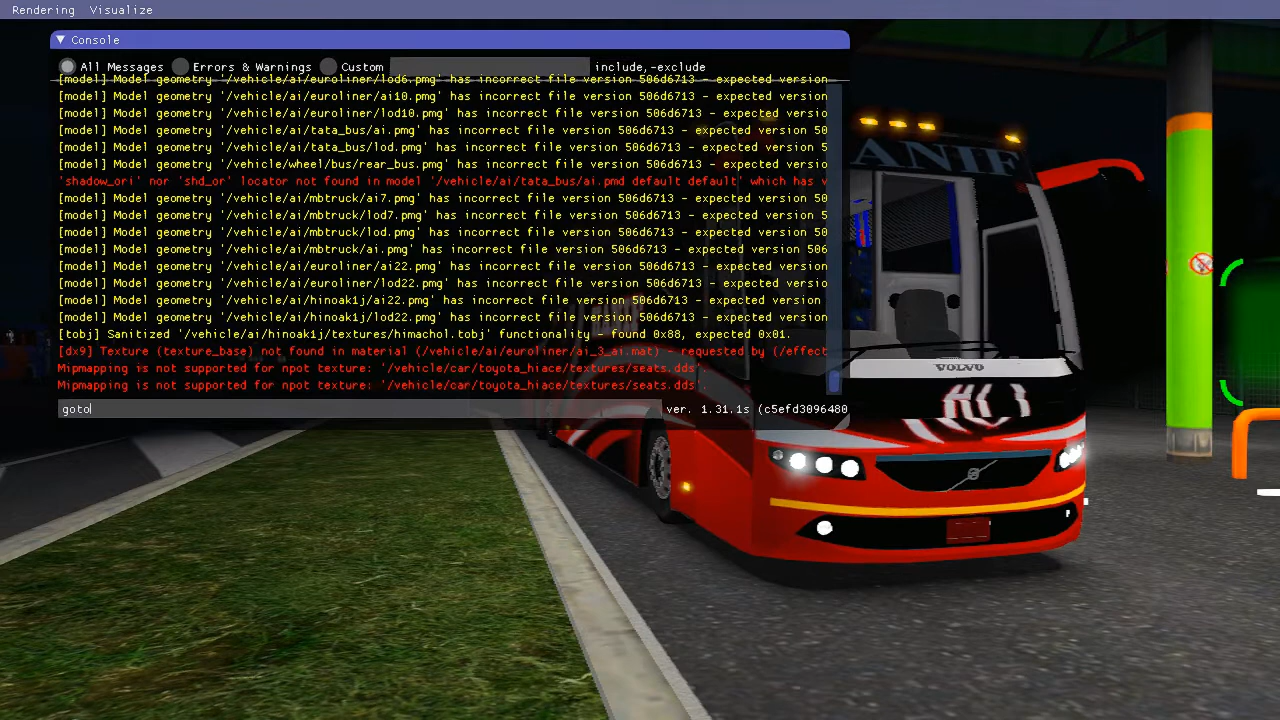 Rendering Visualize
▼ Console
All Messages Errors & Warnings Custom include,-exclude
[model] Model geometry '/vehicle/ai/euroliner/lod6.pmg' has incorrect file version 506d6713 - expected version
[model] Model geometry '/vehicle/ai/euroliner/ai10.pmg' has incorrect file version 506d6713 - expected version
[model] Model geometry '/vehicle/ai/euroliner/lod10.pmg' has incorrect file version 506d6713 - expected versio
[model] Model geometry '/vehicle/ai/tata_bus/ai.pmg' has incorrect file version 506d6713 - expected version 50
[model] Model geometry '/vehicle/ai/tata_bus/lod.pmg' has incorrect file version 506d6713 - expected version 5
[model] Model geometry '/vehicle/wheel/bus/rear_bus.pmg' has incorrect file version 506d6713 - expected versio
'shadow_ori' nor 'shd_or' locator not found in model '/vehicle/ai/tata_bus/ai.pmd default default' which has v
[model] Model geometry '/vehicle/ai/mbtruck/ai7.pmg' has incorrect file version 506d6713 - expected version 50
[model] Model geometry '/vehicle/ai/mbtruck/lod7.pmg' has incorrect file version 506d6713 - expected version 5
[model] Model geometry '/vehicle/ai/mbtruck/lod.pmg' has incorrect file version 506d6713 - expected version 50
[model] Model geometry '/vehicle/ai/mbtruck/ai.pmg' has incorrect file version 506d6713 - expected version 506
[model] Model geometry '/vehicle/ai/euroliner/ai22.pmg' has incorrect file version 506d6713 - expected version
[model] Model geometry '/vehicle/ai/euroliner/lod22.pmg' has incorrect file version 506d6713 - expected versio
[model] Model geometry '/vehicle/ai/hinoak1j/ai22.pmg' has incorrect file version 506d6713 - expected version
[model] Model geometry '/vehicle/ai/hinoak1j/lod22.pmg' has incorrect file version 506d6713 - expected version
[tobj] Sanitized '/vehicle/ai/hinoak1j/textures/himachol.tobj' functionality - found 0x88, expected 0x01.
[dx9] Texture (texture_base) not found in material (/vehicle/ai/euroliner/ai_3_ai.mat) - requested by (/effect
Mipmapping is not supported for npot texture: '/vehicle/car/toyota_hiace/textures/seats.dds'.
Mipmapping is not supported for npot texture: '/vehicle/car/toyota_hiace/textures/seats.dds'.
goto ver. 1.31.1s (c5efd3096480
ANIF
VOLVO